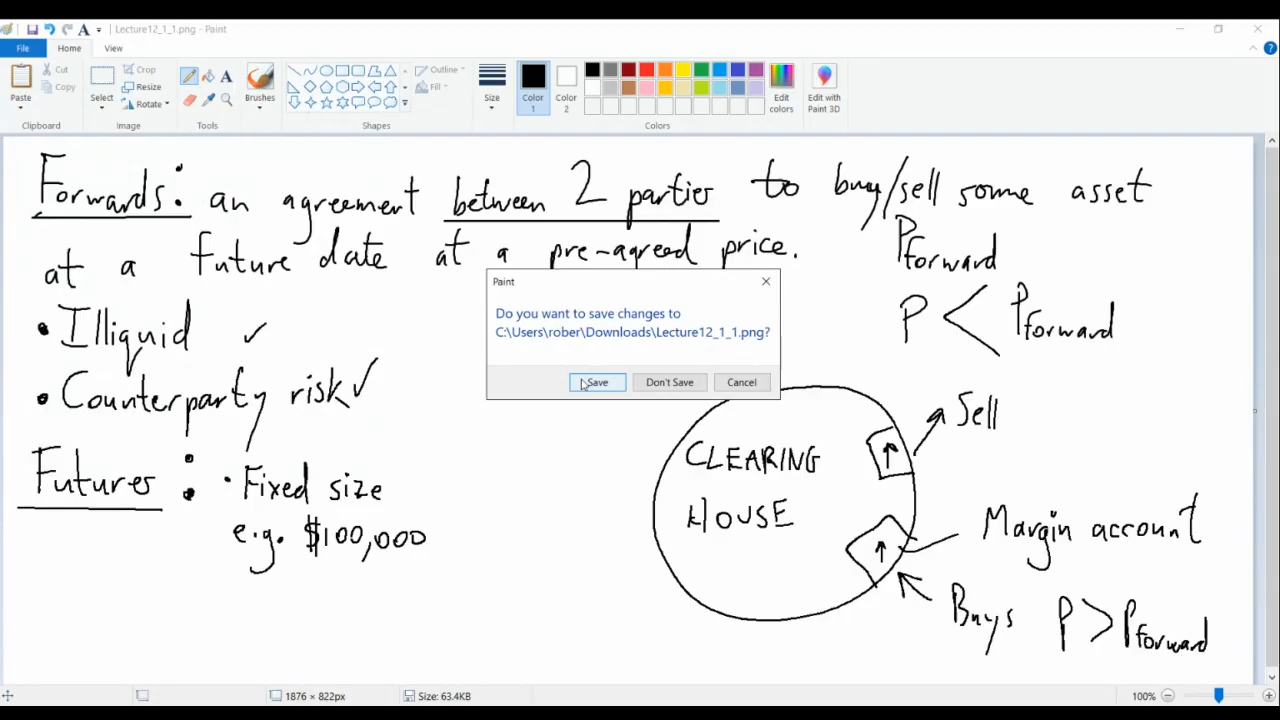 Lecture12_1_1.png - Paint
File Home View
Paste Cut Copy Clipboard
Select Crop Resize Rotate Image
Tools
Brushes
Shapes Outline Fill
Size
Color 1 Color 2 Edit colors Colors
Edit with Paint 3D
Forwards: an agreement between 2 parties to buy/sell some asset
at a future date at a pre-agreed price.
Pforward
P < Pforward
• Illiquid ✓
• Counterparty risk ✓
Paint
Do you want to save changes to
C:\Users\rober\Downloads\Lecture12_1_1.png?
Save Don't Save Cancel
Futures : • Fixed size
e.g. $100,000
CLEARING
HOUSE
Sell
Margin account
Buys P > Pforward
1876 × 822px Size: 63.4KB 100%